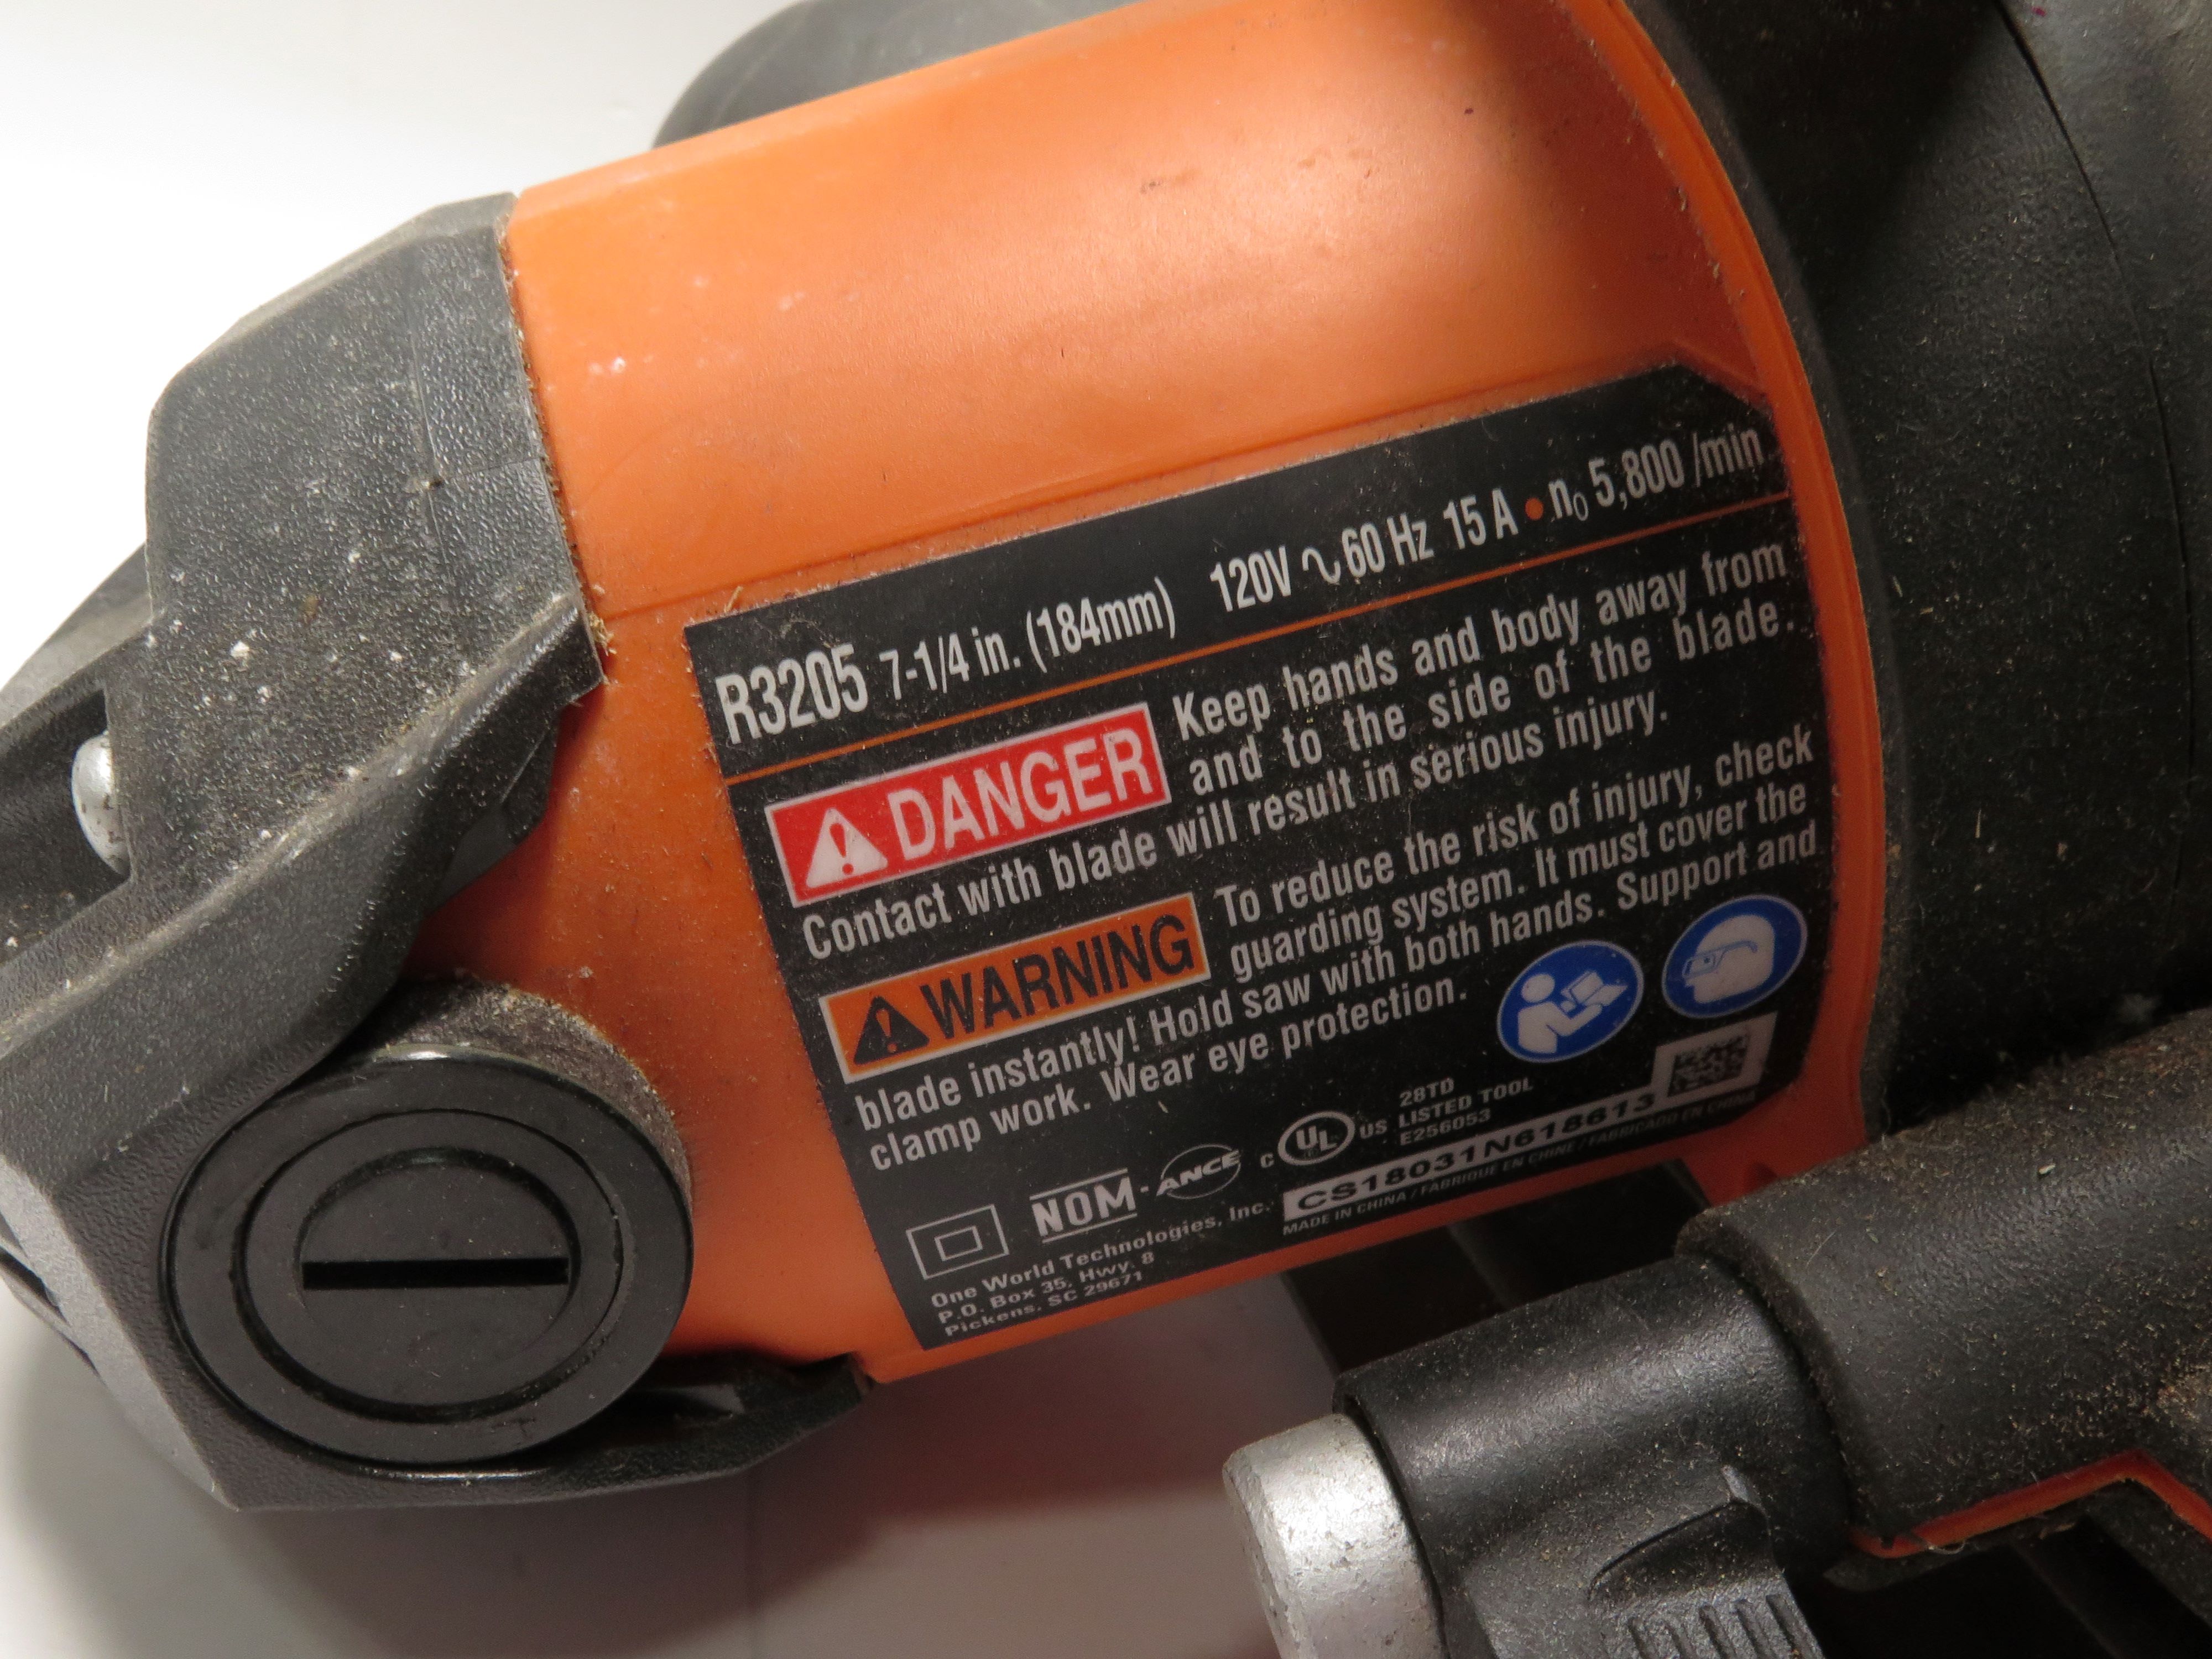 R3205 7-1/4 in. (184mm) 120V ∿ 60 Hz 15 A • n₀ 5,800 /min
DANGER Keep hands and body away from
and to the side of the blade.
Contact with blade will result in serious injury.
WARNING To reduce the risk of injury, check
guarding system. It must cover the
blade instantly! Hold saw with both hands. Support and
clamp work. Wear eye protection.
NOM-ANCE
C UL US
28TD
LISTED TOOL
E256053
CS18031N618613
MADE IN CHINA / FABRIQUÉ EN CHINE / FABRICADO EN CHINA
One World Technologies, Inc.
P.O. Box 35, Hwy. 8
Pickens, SC 29671